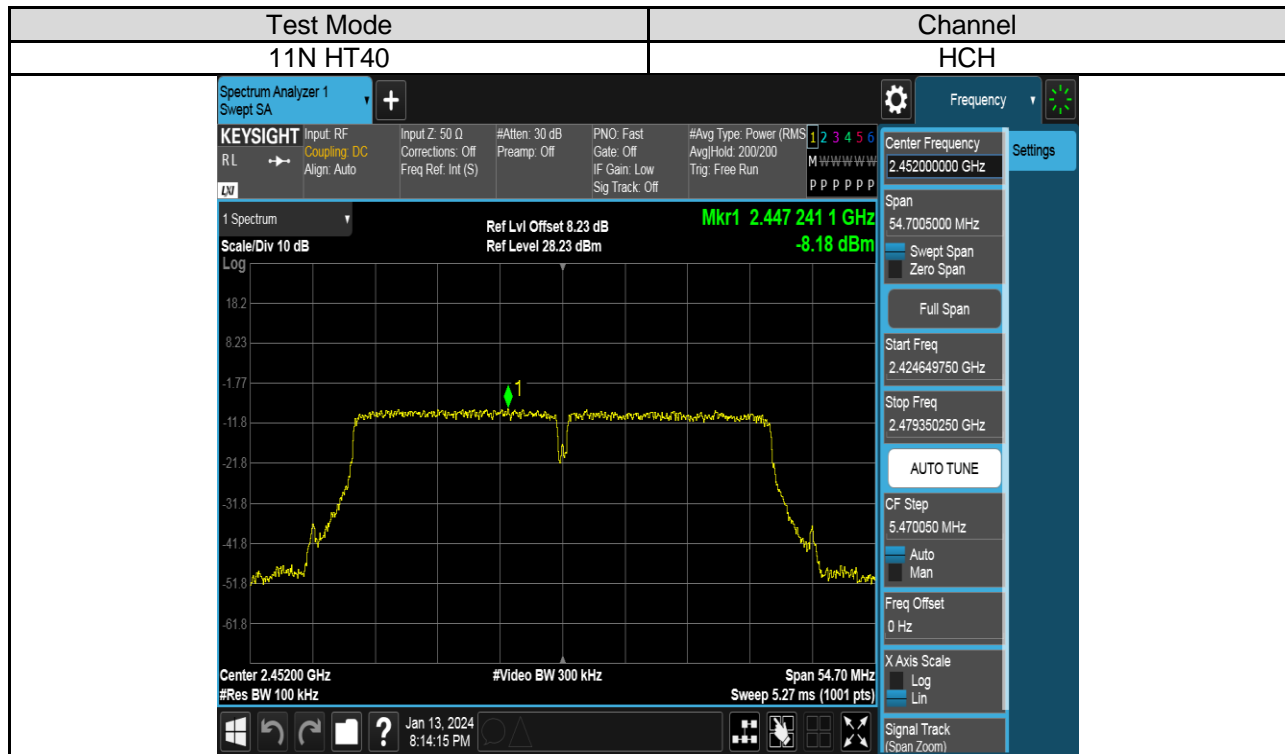 Test Mode Channel
11N HT40 HCH
Spectrum Analyzer 1
Swept SA
+
Frequency
KEYSIGHT Input: RF Input Z: 50 Ω #Atten: 30 dB PNO: Fast #Avg Type: Power (RMS 1 2 3 4 5 6
RL Coupling: DC Corrections: Off Preamp: Off Gate: Off Avg|Hold: 200/200 M W W W W W
Align: Auto Freq Ref: Int (S) IF Gain: Low Trig: Free Run
LXI Sig Track: Off P P P P P P
1 Spectrum
Ref Lvl Offset 8.23 dB
Mkr1 2.447 241 1 GHz
Scale/Div 10 dB Ref Level 28.23 dBm -8.18 dBm
Log
18.2
8.23
-1.77
1
-11.8
-21.8
-31.8
-41.8
-51.8
-61.8
Center 2.45200 GHz #Video BW 300 kHz Span 54.70 MHz
#Res BW 100 kHz Sweep 5.27 ms (1001 pts)
?
Jan 13, 2024
8:14:15 PM
Center Frequency
2.452000000 GHz
Settings
Span
54.7005000 MHz
Swept Span
Zero Span
Full Span
Start Freq
2.424649750 GHz
Stop Freq
2.479350250 GHz
AUTO TUNE
CF Step
5.470050 MHz
Auto
Man
Freq Offset
0 Hz
X Axis Scale
Log
Lin
Signal Track
(Span Zoom)